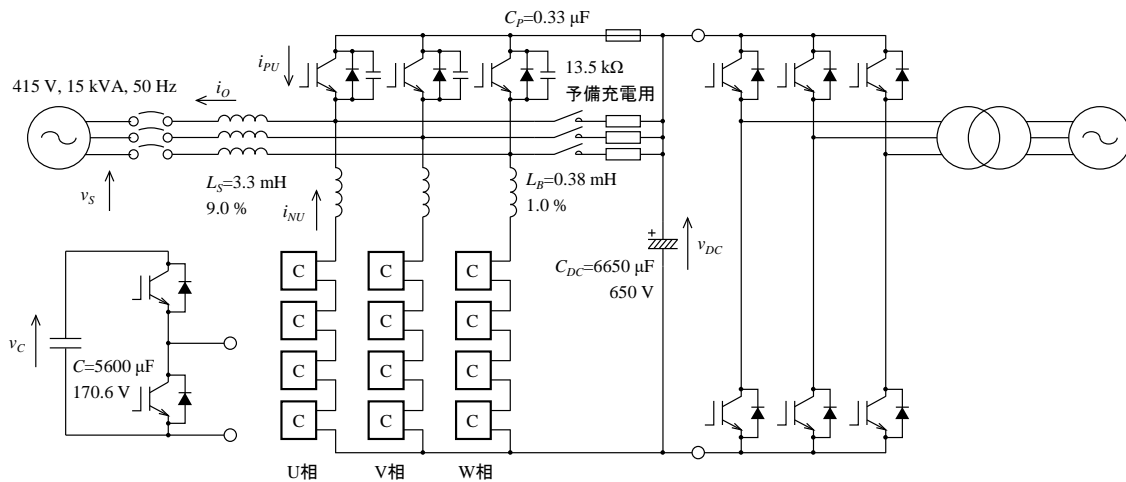 C_P=0.33 μF
i_PU
13.5 kΩ
予備充電用
415 V, 15 kVA, 50 Hz
i_O
v_S
L_S=3.3 mH
9.0 %
i_NU
L_B=0.38 mH
1.0 %
+
v_DC
C_DC=6650 μF
650 V
v_C
C=5600 μF
170.6 V
C C C
C C C
C C C
C C C
U相 V相 W相